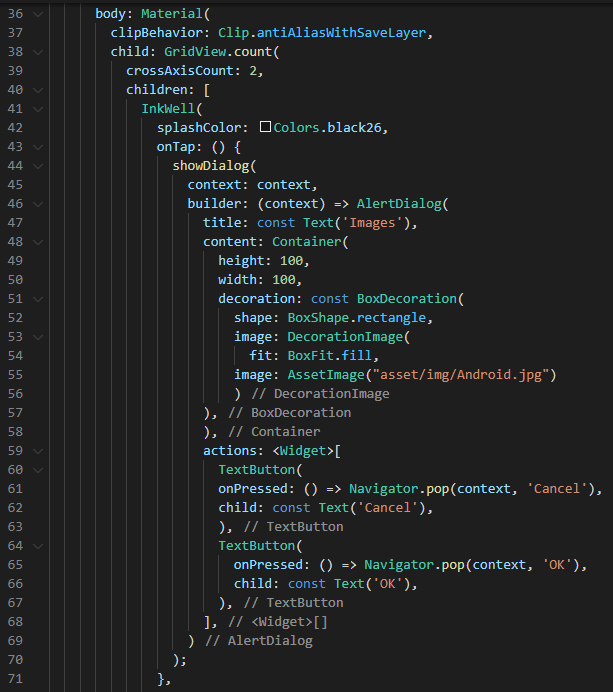 36 body: Material(
37 clipBehavior: Clip.antiAliasWithSaveLayer,
38 child: GridView.count(
39 crossAxisCount: 2,
40 children: [
41 InkWell(
42 splashColor: Colors.black26,
43 onTap: () {
44 showDialog(
45 context: context,
46 builder: (context) => AlertDialog(
47 title: const Text('Images'),
48 content: Container(
49 height: 100,
50 width: 100,
51 decoration: const BoxDecoration(
52 shape: BoxShape.rectangle,
53 image: DecorationImage(
54 fit: BoxFit.fill,
55 image: AssetImage("asset/img/Android.jpg")
56 ) // DecorationImage
57 ), // BoxDecoration
58 ), // Container
59 actions: <Widget>[
60 TextButton(
61 onPressed: () => Navigator.pop(context, 'Cancel'),
62 child: const Text('Cancel'),
63 ), // TextButton
64 TextButton(
65 onPressed: () => Navigator.pop(context, 'OK'),
66 child: const Text('OK'),
67 ), // TextButton
68 ], // <Widget>[]
69 ) // AlertDialog
70 );
71 },